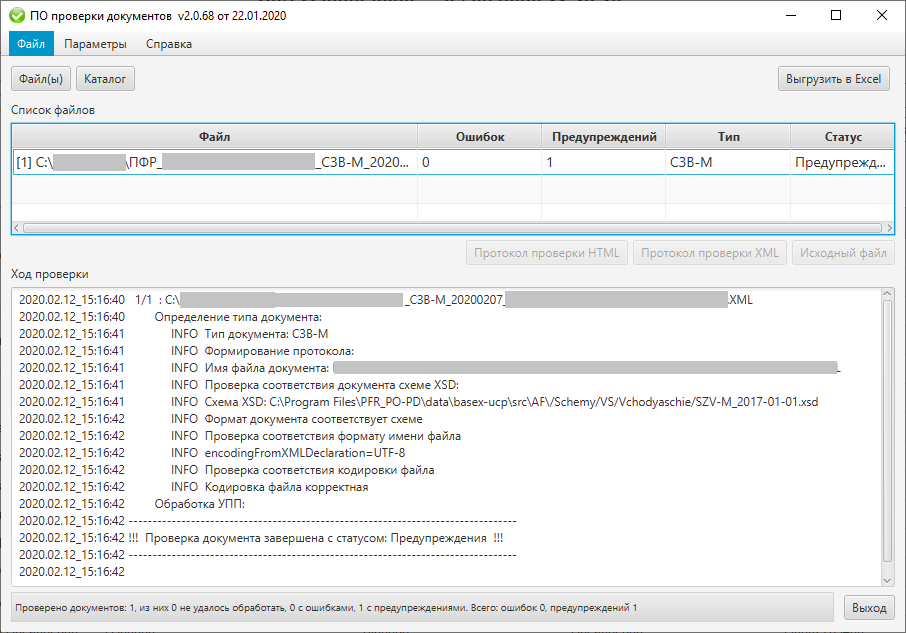 ПО проверки документов v2.0.68 от 22.01.2020
Файл Параметры Справка
Файл(ы) Каталог Выгрузить в Excel
Список файлов
Файл Ошибок Предупреждений Тип Статус
[1] C:\ \ПФР_ _СЗВ-М_2020... 0 1 СЗВ-М Предупрежд...
Протокол проверки HTML Протокол проверки XML Исходный файл
Ход проверки
2020.02.12_15:16:40 1/1 : C:\ _СЗВ-М_20200207_ .XML
2020.02.12_15:16:40 Определение типа документа:
2020.02.12_15:16:41 INFO Тип документа: СЗВ-М
2020.02.12_15:16:41 INFO Формирование протокола:
2020.02.12_15:16:41 INFO Имя файла документа: _
2020.02.12_15:16:41 INFO Проверка соответствия документа схеме XSD:
2020.02.12_15:16:41 INFO Схема XSD: C:\Program Files\PFR_PO-PD\data\basex-ucp\src\AF\/Schemy/VS/Vchodyaschie/SZV-M_2017-01-01.xsd
2020.02.12_15:16:42 INFO Формат документа соответствует схеме
2020.02.12_15:16:42 INFO Проверка соответствия формату имени файла
2020.02.12_15:16:42 INFO encodingFromXMLDeclaration=UTF-8
2020.02.12_15:16:42 INFO Проверка соответствия кодировки файла
2020.02.12_15:16:42 INFO Кодировка файла корректная
2020.02.12_15:16:42 Обработка УПП:
2020.02.12_15:16:42 --------------------------------------------------------------------------------
2020.02.12_15:16:42 !!! Проверка документа завершена с статусом: Предупреждения !!!
2020.02.12_15:16:42 --------------------------------------------------------------------------------
2020.02.12_15:16:42
Проверено документов: 1, из них 0 не удалось обработать, 0 с ошибками, 1 с предупреждениями. Всего: ошибок 0, предупреждений 1
Выход